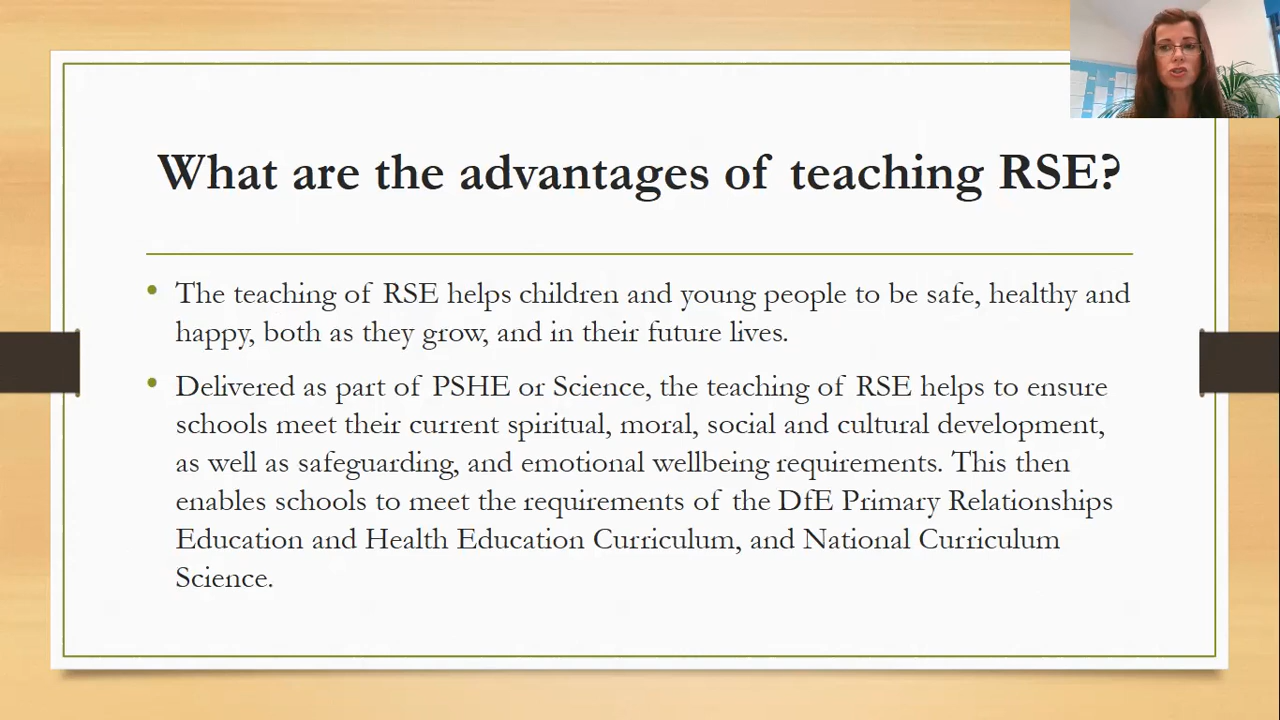 What are the advantages of teaching RSE?
• The teaching of RSE helps children and young people to be safe, healthy and
happy, both as they grow, and in their future lives.
• Delivered as part of PSHE or Science, the teaching of RSE helps to ensure
schools meet their current spiritual, moral, social and cultural development,
as well as safeguarding, and emotional wellbeing requirements. This then
enables schools to meet the requirements of the DfE Primary Relationships
Education and Health Education Curriculum, and National Curriculum
Science.